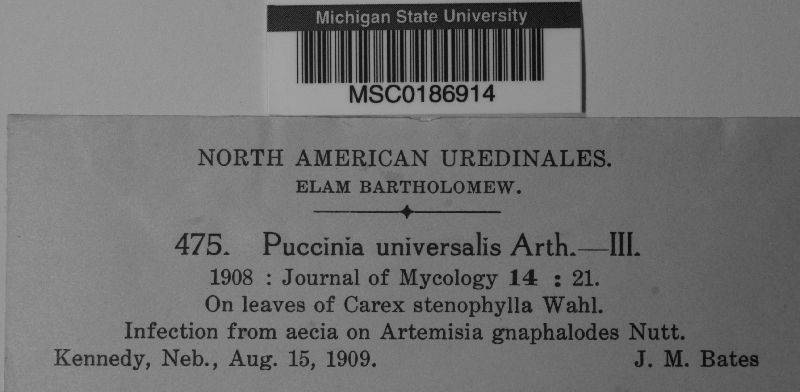 Michigan State University
MSC0186914
NORTH AMERICAN UREDINALES.
ELAM BARTHOLOMEW.
475. Puccinia universalis Arth.—III.
1908 : Journal of Mycology 14 : 21.
On leaves of Carex stenophylla Wahl.
Infection from aecia on Artemisia gnaphalodes Nutt.
Kennedy, Neb., Aug. 15, 1909. J. M. Bates